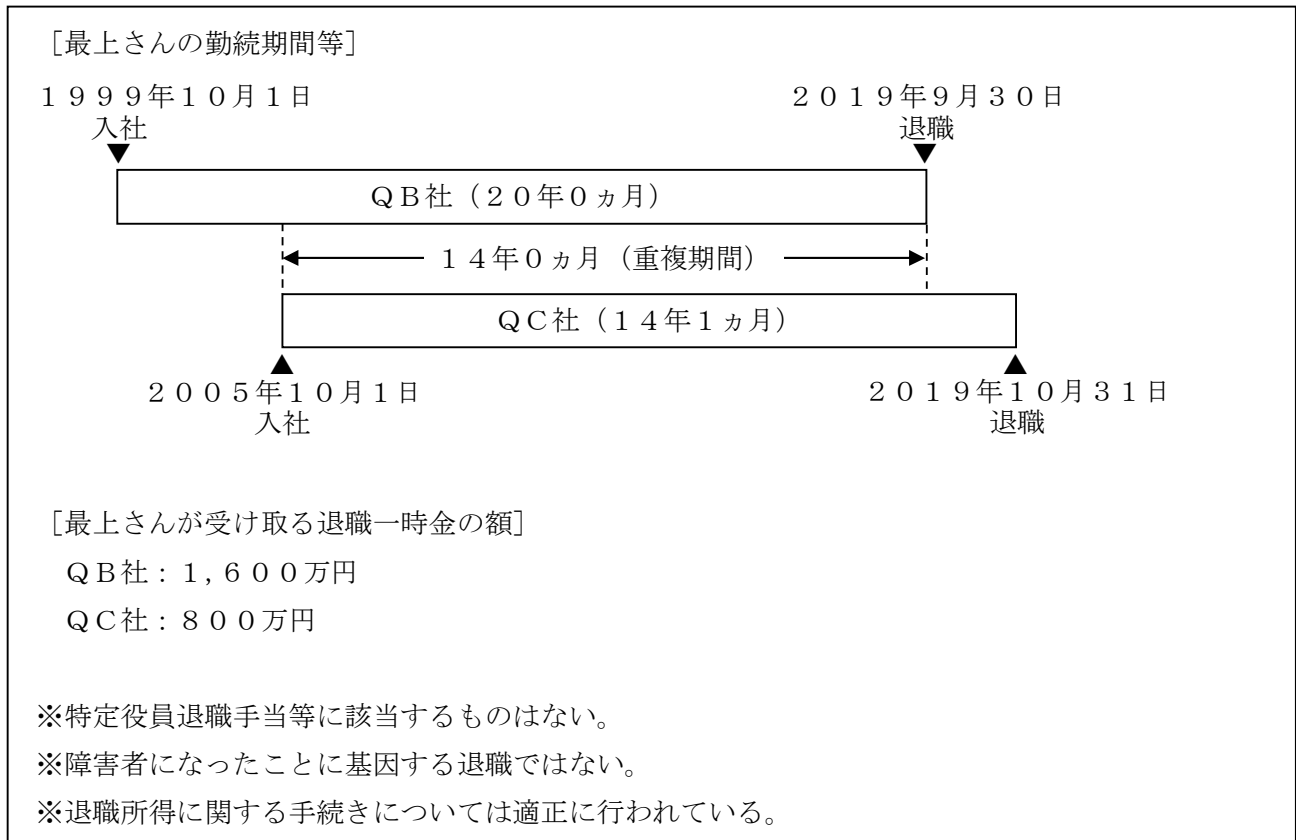 ［最上さんの勤続期間等］
１９９９年１０月１日 ２０１９年９月３０日
入社 退職
ＱＢ社（２０年０ヵ月）
１４年０ヵ月（重複期間）
ＱＣ社（１４年１ヵ月）
２００５年１０月１日 ２０１９年１０月３１日
入社 退職
［最上さんが受け取る退職一時金の額］
ＱＢ社：１,６００万円
ＱＣ社：８００万円
※特定役員退職手当等に該当するものはない。
※障害者になったことに基因する退職ではない。
※退職所得に関する手続きについては適正に行われている。